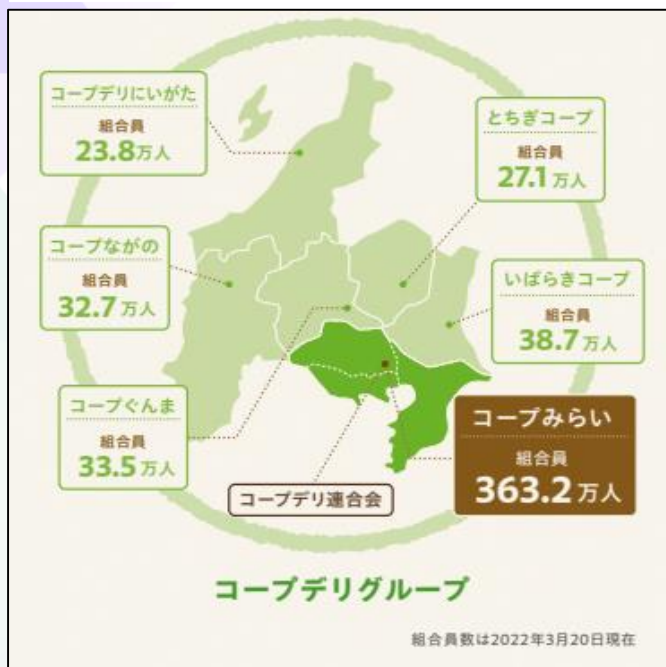 コープデリにいがた
組合員
23.8万人
とちぎコープ
組合員
27.1万人
コープながの
組合員
32.7万人
いばらきコープ
組合員
38.7万人
コープぐんま
組合員
33.5万人
コープみらい
組合員
363.2万人
コープデリ連合会
コープデリグループ
組合員数は2022年3月20日現在